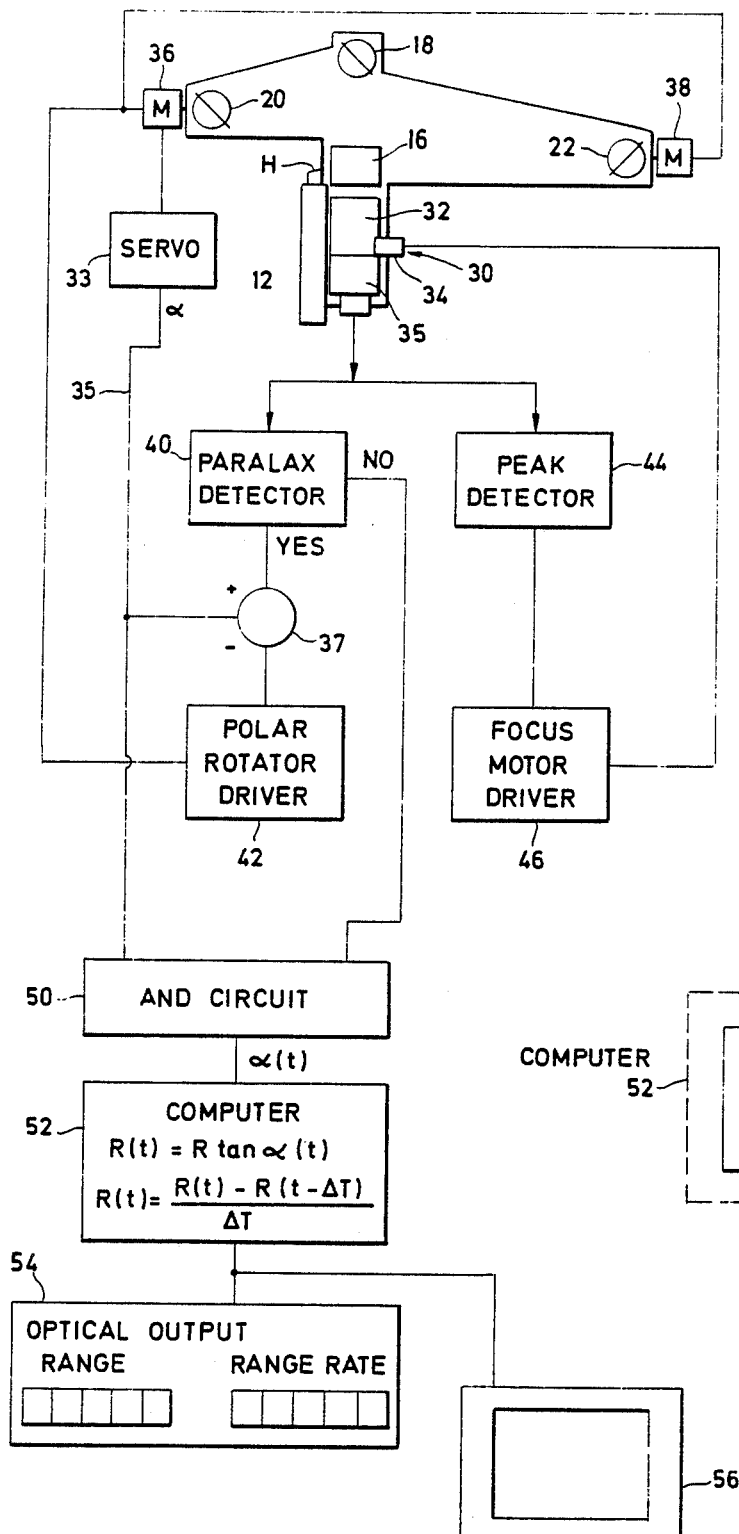 36
18
M
20
38
16
22
M
H
32
SERVO
33
12
34
30
α
35
35
40
PARALAX
DETECTOR
NO
PEAK
DETECTOR
44
YES
+
-
37
POLAR
ROTATOR
DRIVER
FOCUS
MOTOR
DRIVER
42
46
50
AND CIRCUIT
α(t)
COMPUTER
52
52
COMPUTER
R(t) = R tan α (t)
R(t) = R(t) - R (t-ΔT)
ΔT
54
OPTICAL OUTPUT
RANGE
RANGE RATE
56